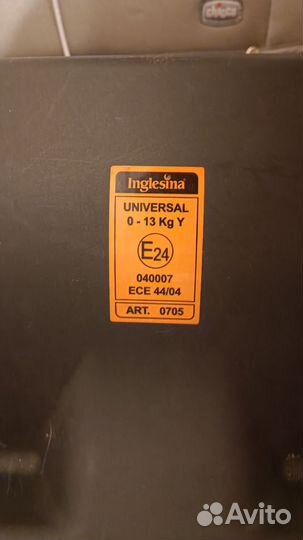 chicco
Inglesina
UNIVERSAL
0 - 13 Kg Y
E24
040007
ECE 44/04
ART. 0705
Avito